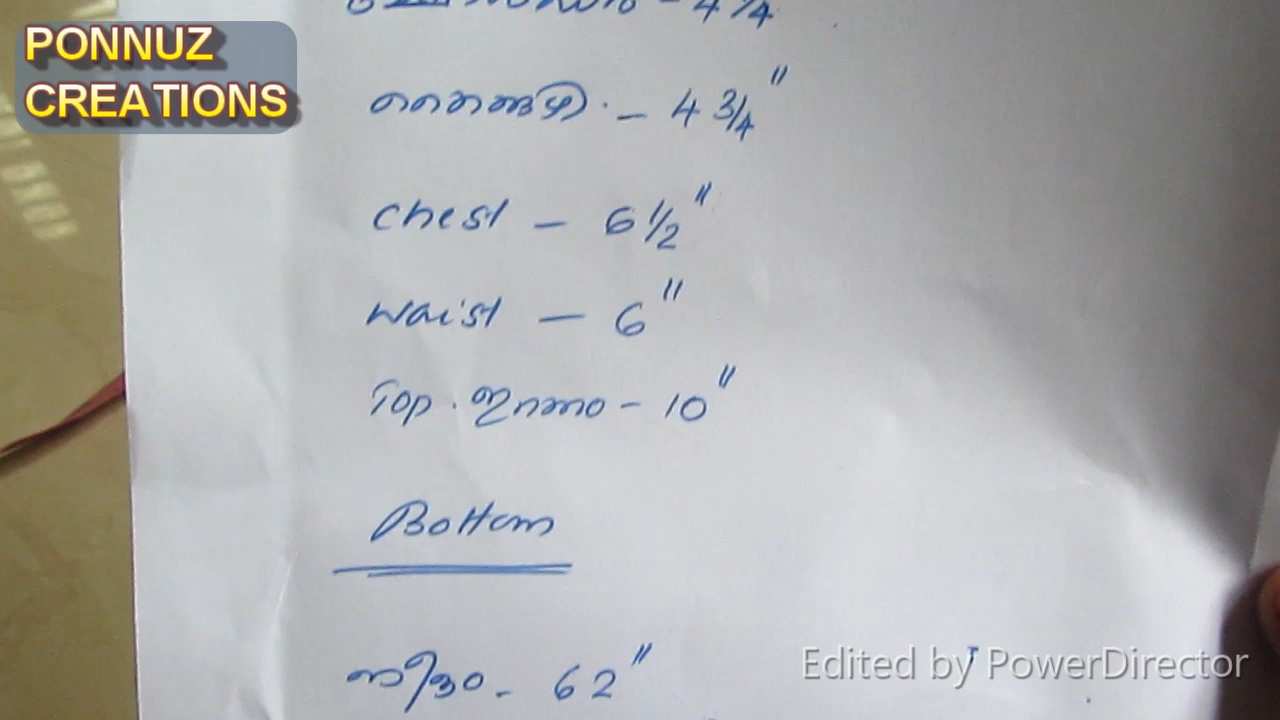 PONNUZ
CREATIONS
കൈക്കുഴി - 4 3/4"
Chest - 6 1/2"
Waist - 6"
Top ഇറക്കം - 10"
Bottom
നീളം - 62"
Edited by PowerDirector